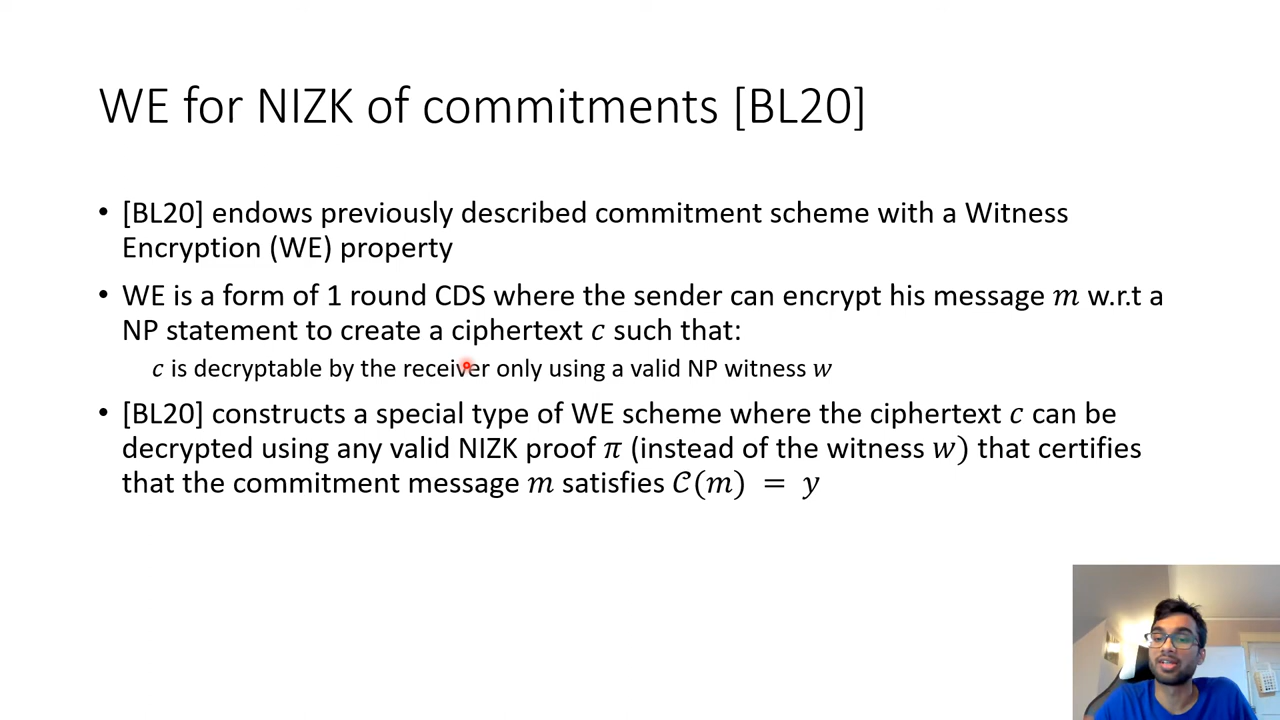 WE for NIZK of commitments [BL20]
• [BL20] endows previously described commitment scheme with a Witness
Encryption (WE) property
• WE is a form of 1 round CDS where the sender can encrypt his message 𝑚 w.r.t a
NP statement to create a ciphertext 𝑐 such that:
𝑐 is decryptable by the receiver only using a valid NP witness 𝑤
• [BL20] constructs a special type of WE scheme where the ciphertext 𝑐 can be
decrypted using any valid NIZK proof 𝜋 (instead of the witness 𝑤) that certifies
that the commitment message 𝑚 satisfies 𝒞(𝑚) = 𝑦